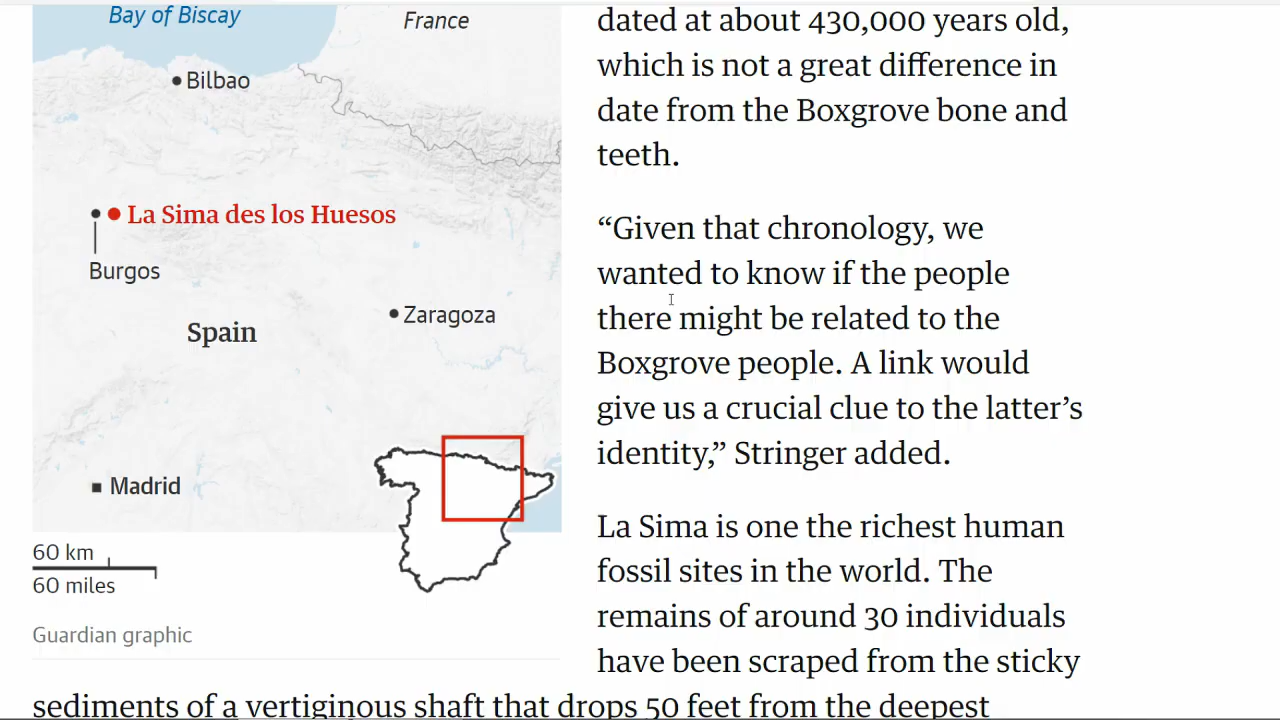 Bay of Biscay
France
Bilbao
La Sima des los Huesos
Burgos
Zaragoza
Spain
Madrid
60 km
60 miles
Guardian graphic
dated at about 430,000 years old,
which is not a great difference in
date from the Boxgrove bone and
teeth.
“Given that chronology, we
wanted to know if the people
there might be related to the
Boxgrove people. A link would
give us a crucial clue to the latter’s
identity,” Stringer added.
La Sima is one the richest human
fossil sites in the world. The
remains of around 30 individuals
have been scraped from the sticky
sediments of a vertiginous shaft that drops 50 feet from the deepest